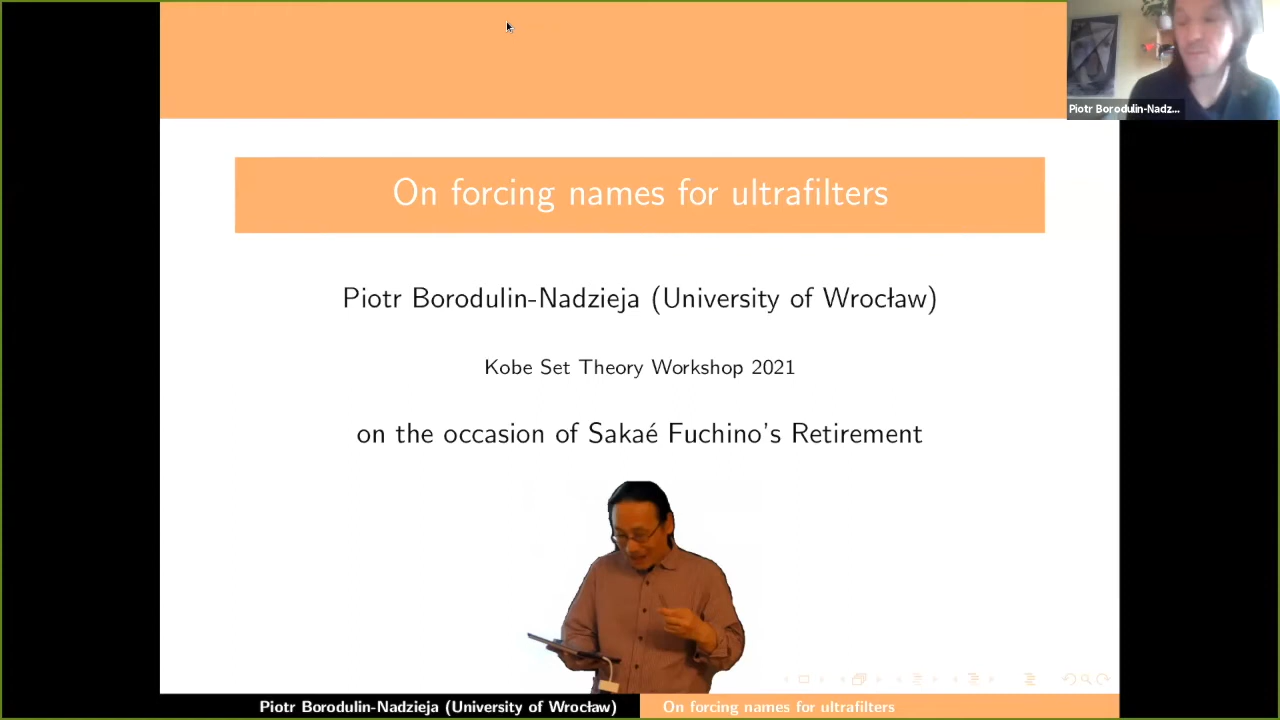 Piotr Borodulin-Nadz...
On forcing names for ultrafilters
Piotr Borodulin-Nadzieja (University of Wrocław)
Kobe Set Theory Workshop 2021
on the occasion of Sakaé Fuchino's Retirement
Piotr Borodulin-Nadzieja (University of Wrocław)
On forcing names for ultrafilters